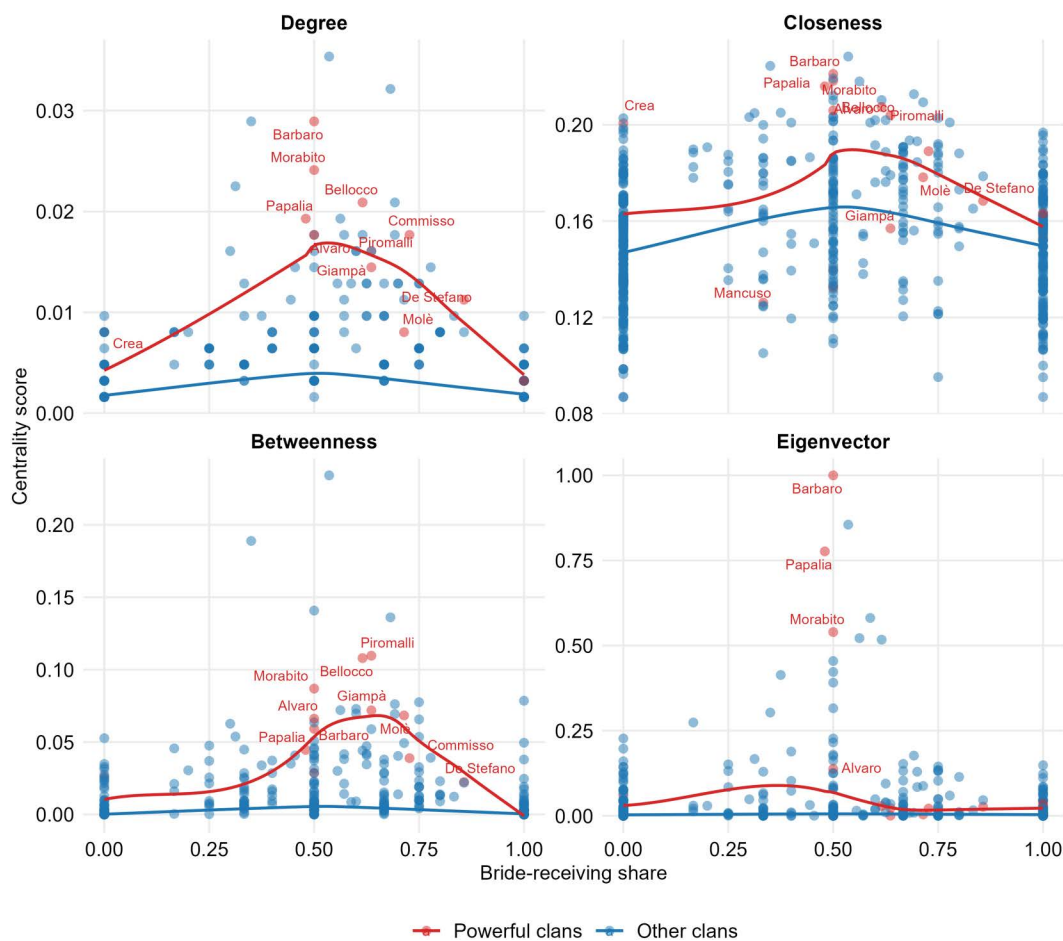 Degree
Closeness
0.03
0.02
0.01
0.00
Barbaro
Morabito
Bellocco
Papalia
Commisso
Alvaro
Piromalli
Giampà
De Stefano
Molè
Crea
0.20
0.16
0.12
0.08
Barbaro
Papalia
Morabito
Crea
Alvaro
Bellocco
Piromalli
Molè
De Stefano
Giampà
Mancuso
Centrality score
Betweenness
Eigenvector
0.20
0.15
0.10
0.05
0.00
Piromalli
Morabito
Bellocco
Giampà
Alvaro
Papalia
Barbaro
Molè
Commisso
De Stefano
0.00 0.25 0.50 0.75 1.00
1.00
0.75
0.50
0.25
0.00
Barbaro
Papalia
Morabito
Alvaro
0.00 0.25 0.50 0.75 1.00
Bride-receiving share
Powerful clans Other clans